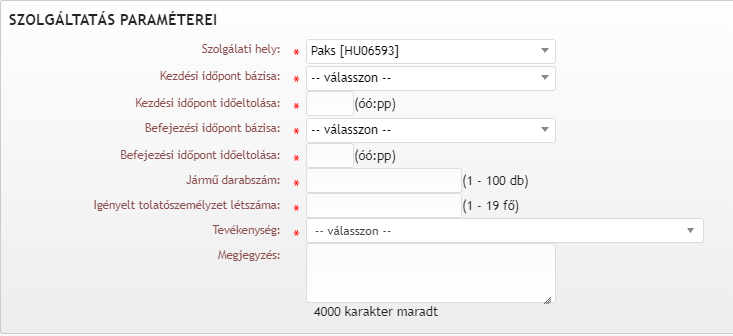 SZOLGÁLTATÁS PARAMÉTEREI
Szolgálati hely: * Paks [HU06593]
Kezdési időpont bázisa: * -- válasszon --
Kezdési időpont időeltolása: * (óó:pp)
Befejezési időpont bázisa: * -- válasszon --
Befejezési időpont időeltolása: * (óó:pp)
Jármű darabszám: * (1 - 100 db)
Igényelt tolatószemélyzet létszáma: * (1 - 19 fő)
Tevékenység: * -- válasszon --
Megjegyzés:
4000 karakter maradt